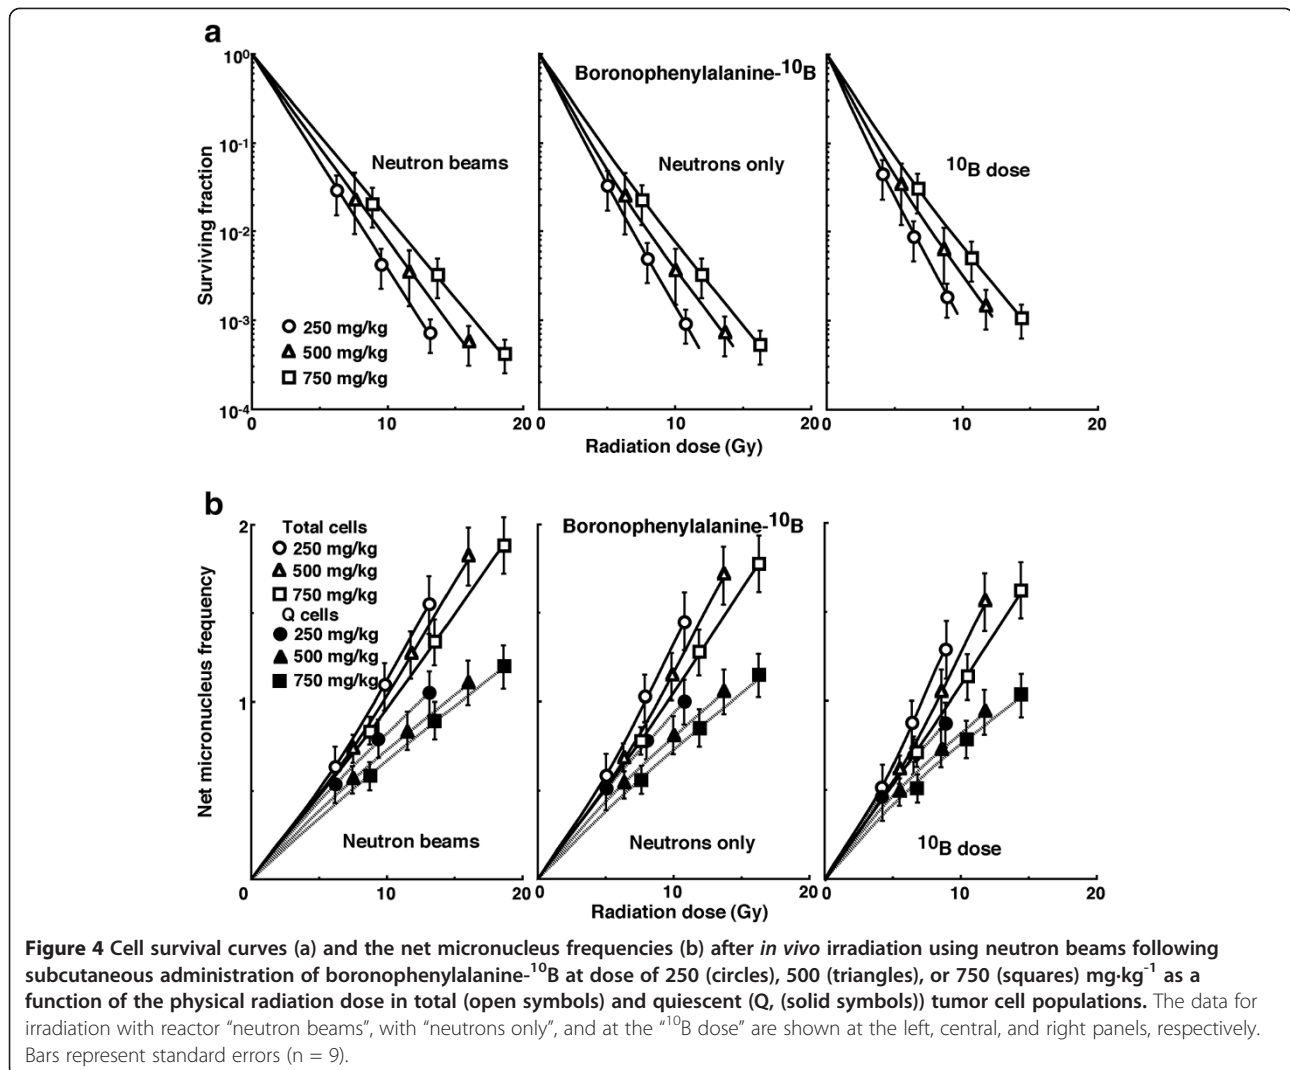 a
Boronophenylalanine-¹⁰B
Neutron beams
Neutrons only
¹⁰B dose
Surviving fraction
10⁰
10⁻¹
10⁻²
10⁻³
10⁻⁴
250 mg/kg
500 mg/kg
750 mg/kg
0 10 20
0 10 20
0 10 20
Radiation dose (Gy)
b
Boronophenylalanine-¹⁰B
Total cells
250 mg/kg
500 mg/kg
750 mg/kg
Q cells
250 mg/kg
500 mg/kg
750 mg/kg
Net micronucleus frequency
2
1
Neutron beams
Neutrons only
¹⁰B dose
0 10 20
0 10 20
0 10 20
Radiation dose (Gy)
Figure 4 Cell survival curves (a) and the net micronucleus frequencies (b) after in vivo irradiation using neutron beams following
subcutaneous administration of boronophenylalanine-¹⁰B at dose of 250 (circles), 500 (triangles), or 750 (squares) mg·kg⁻¹ as a
function of the physical radiation dose in total (open symbols) and quiescent (Q, (solid symbols)) tumor cell populations. The data for
irradiation with reactor “neutron beams”, with “neutrons only”, and at the “¹⁰B dose” are shown at the left, central, and right panels, respectively.
Bars represent standard errors (n = 9).